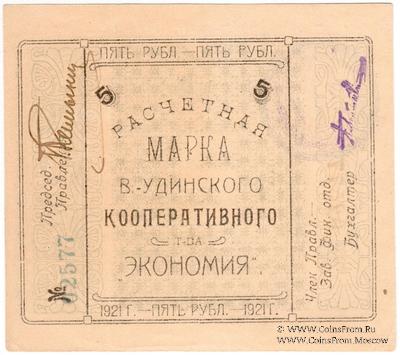 ПЯТЬ РУБЛ —ПЯТЬ РУБЛ.
5 5
РАСЧЕТНАЯ
МАРКА
В.-УДИНСКОГО
КООПЕРАТИВНОГО
Т-ВА
"ЭКОНОМИЯ".
1921 Г. —ПЯТЬ РУБЛ.— 1921 Г.
Председ.
Правлен.
№ 02577
Член Правл.—
Зав. Фин. отд.
Бухгалтер
© http://www.CoinsFrom.Ru
www.CoinsFrom.Moscow